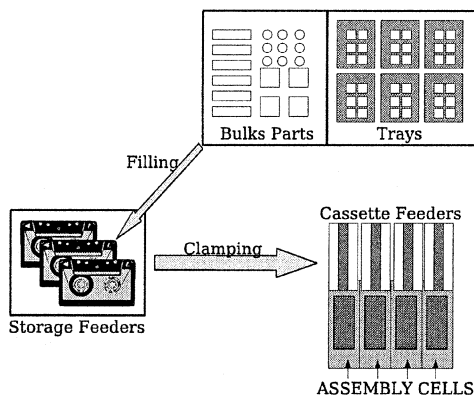 Bulks Parts
Trays
Filling
Cassette Feeders
Clamping
Storage Feeders
ASSEMBLY CELLS